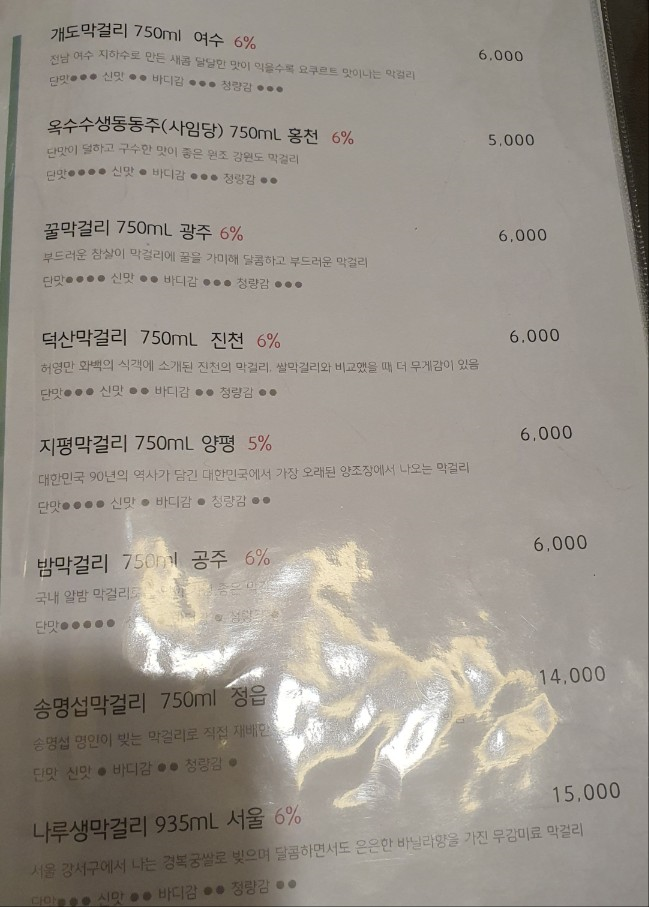 개도막걸리 750ml 여수 6%
6,000
전남 여수 지하수로 만든 새콤 달달한 맛이 익을수록 요쿠르트 맛이나는 막걸리
단맛●●● 신맛 ●● 바디감 ●●● 청량감 ●●●
옥수수생동동주(사임당) 750mL 홍천 6%
5,000
단맛이 덜하고 구수한 맛이 좋은 원조 강원도 막걸리
단맛●●●● 신맛 ● 바디감 ●●● 청량감 ●●
꿀막걸리 750mL 광주 6%
6,000
부드러운 참살이 막걸리에 꿀을 가미해 달콤하고 부드러운 막걸리
단맛●●●● 신맛 ●● 바디감 ●●● 청량감 ●●●
덕산막걸리 750mL 진천 6%
6.000
허영만 화백의 식객에 소개된 진천의 막걸리. 쌀막걸리와 비교했을 때 더 무게감이 있음
단맛●●● 신맛 ●● 바디감 ●● 청량감 ●●
지평막걸리 750mL 양평 5%
6,000
대한민국 90년의 역사가 담긴 대한민국에서 가장 오래된 양조장에서 나오는 막걸리
단맛●●●● 신맛 ● 바디감 ● 청량감 ●●
밤막걸리 750ml 공주 6%
6,000
국내 알밤 막걸리
단맛●●●●●
송명섭막걸리 750ml 정읍
14,000
송명섭 명인이 빚는 막걸리로 직접 재배한
단맛 신맛 ● 바디감 ●● 청량감 ●
나루생막걸리 935mL 서울 6%
15,000
서울 강서구에서 나는 경복궁쌀로 빚으며 달콤하면서도 은은한 바닐라향을 가진 무감미료 막걸리
단맛●●● 신맛 ●● 바디감 ●● 청량감 ●●